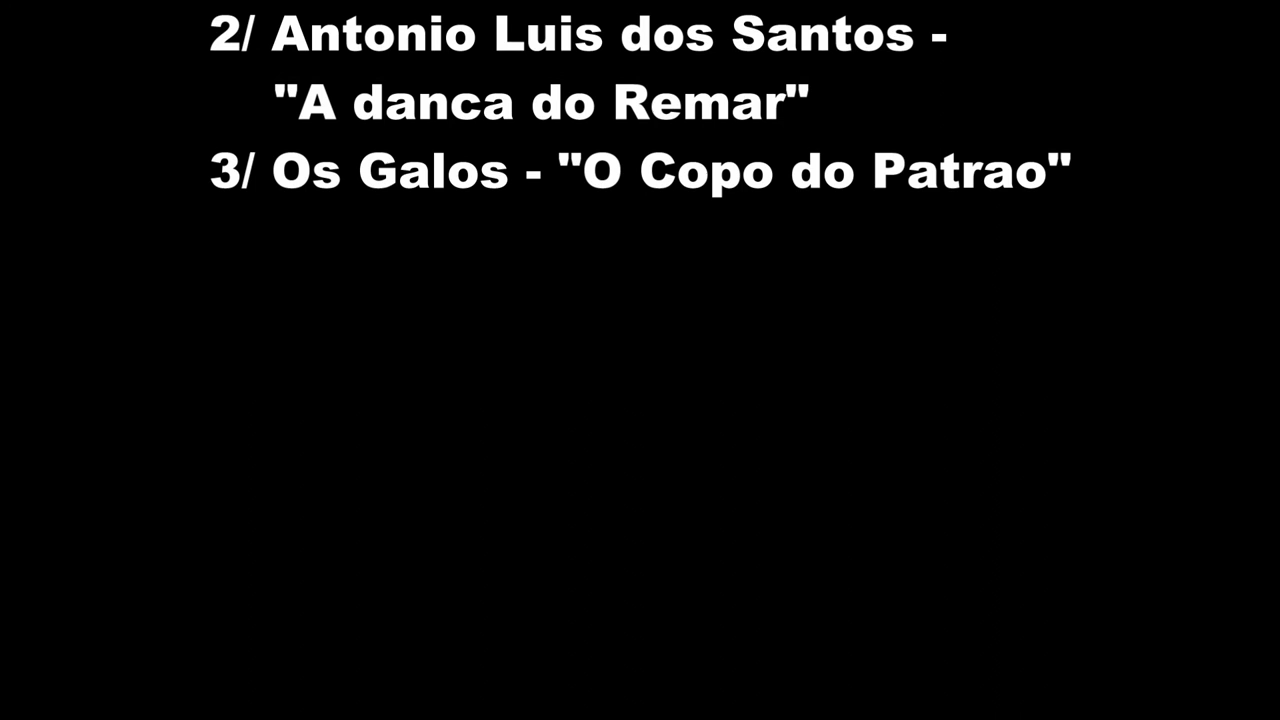 2/ Antonio Luis dos Santos -
"A danca do Remar"
3/ Os Galos - "O Copo do Patrao"